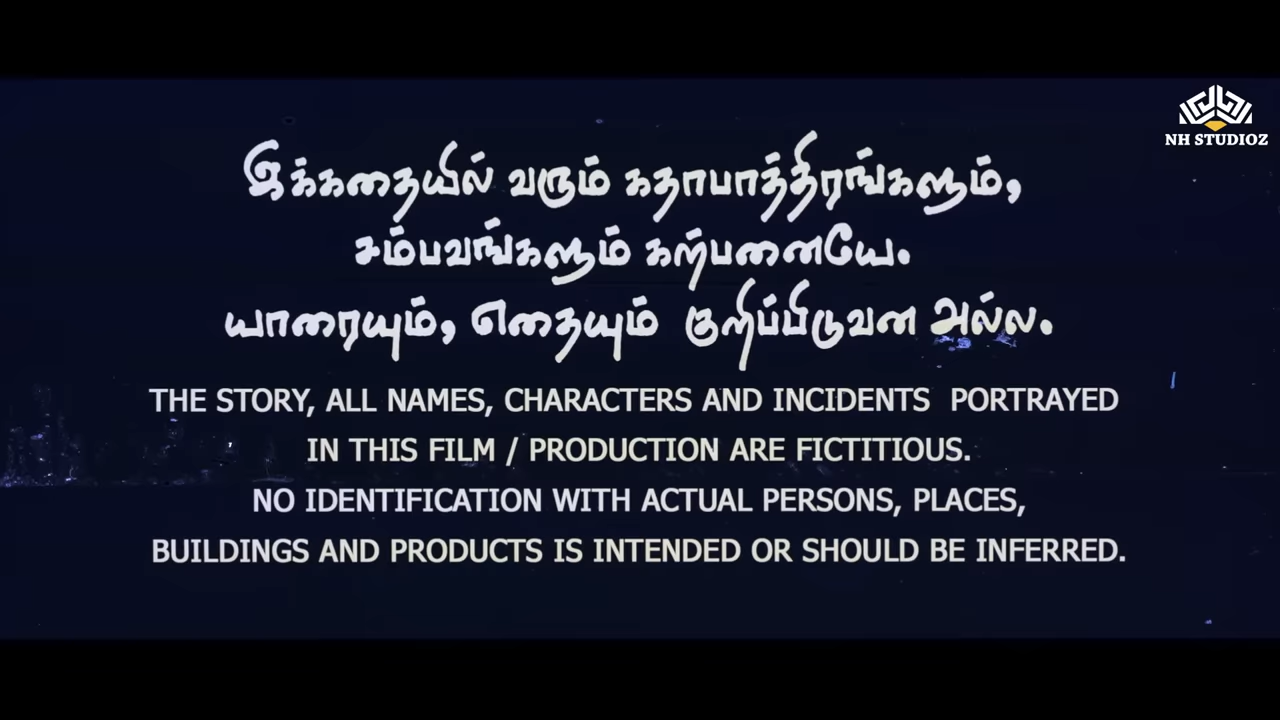 NH STUDIOZ
இக்கதையில் வரும் கதாபாத்திரங்களும்,
சம்பவங்களும் கற்பனையே.
யாரையும், எதையும் குறிப்பிடுவன அல்ல.
THE STORY, ALL NAMES, CHARACTERS AND INCIDENTS PORTRAYED
IN THIS FILM / PRODUCTION ARE FICTITIOUS.
NO IDENTIFICATION WITH ACTUAL PERSONS, PLACES,
BUILDINGS AND PRODUCTS IS INTENDED OR SHOULD BE INFERRED.